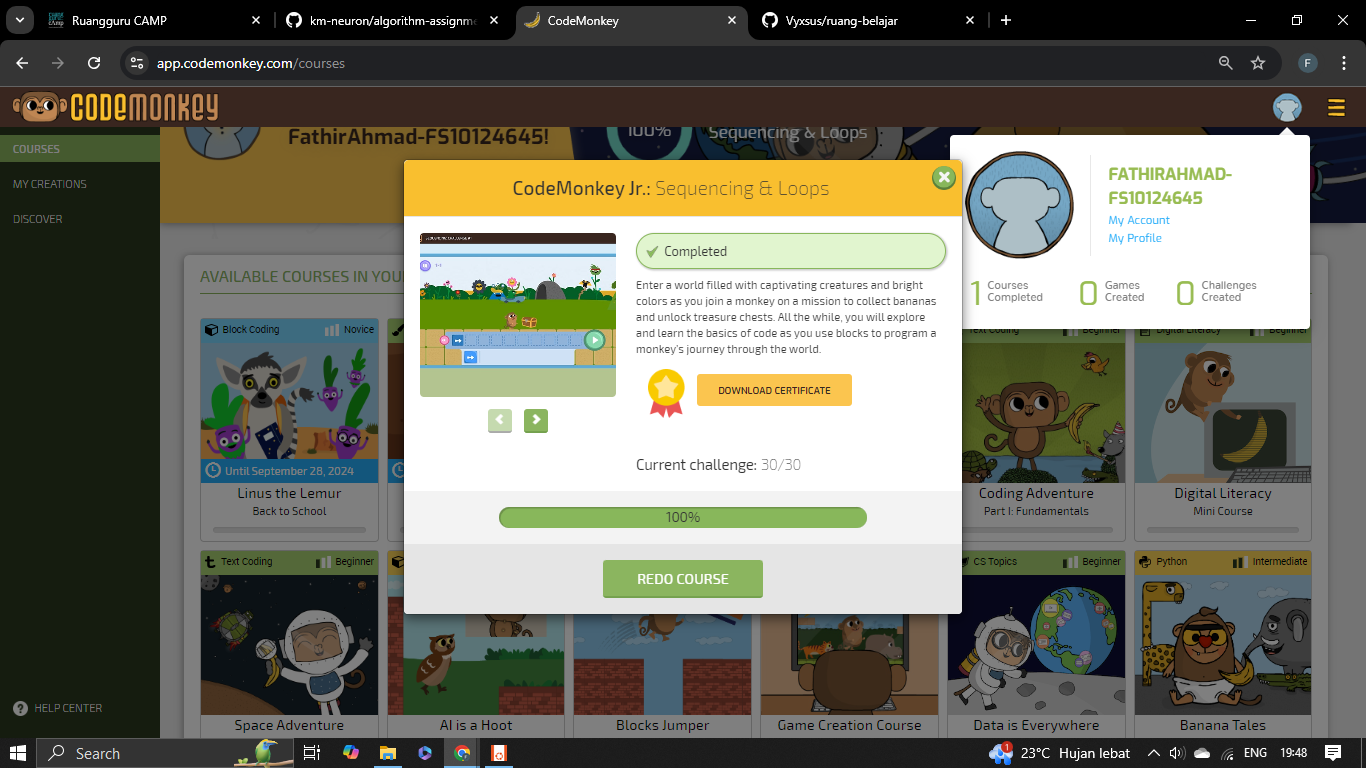 Ruangguru CAMP
km-neuron/algorithm-assignme
CodeMonkey
Vyxsus/ruang-belajar
app.codemonkey.com/courses
F
CODEMONKEY
COURSES
MY CREATIONS
DISCOVER
HELP CENTER
FathirAhmad-FS10124645!
100%
Sequencing & Loops
FATHIRAHMAD-
FS10124645
My Account
My Profile
1 Courses Completed
0 Games Created
0 Challenges Created
CodeMonkey Jr.: Sequencing & Loops
Completed
Enter a world filled with captivating creatures and bright
colors as you join a monkey on a mission to collect bananas
and unlock treasure chests. All the while, you will explore
and learn the basics of code as you use blocks to program a
monkey's journey through the world.
DOWNLOAD CERTIFICATE
Current challenge: 30/30
100%
REDO COURSE
AVAILABLE COURSES IN YOU
Block Coding
Novice
Until September 28, 2024
Linus the Lemur
Back to School
Text Coding
Beginner
Coding Adventure
Part I: Fundamentals
Digital Literacy
Beginner
Digital Literacy
Mini Course
Text Coding
Beginner
Space Adventure
AI is a Hoot
Blocks Jumper
Game Creation Course
CS Topics
Beginner
Data is Everywhere
Python
Intermediate
Banana Tales
Search
1
23°C Hujan lebat
ENG
19:48